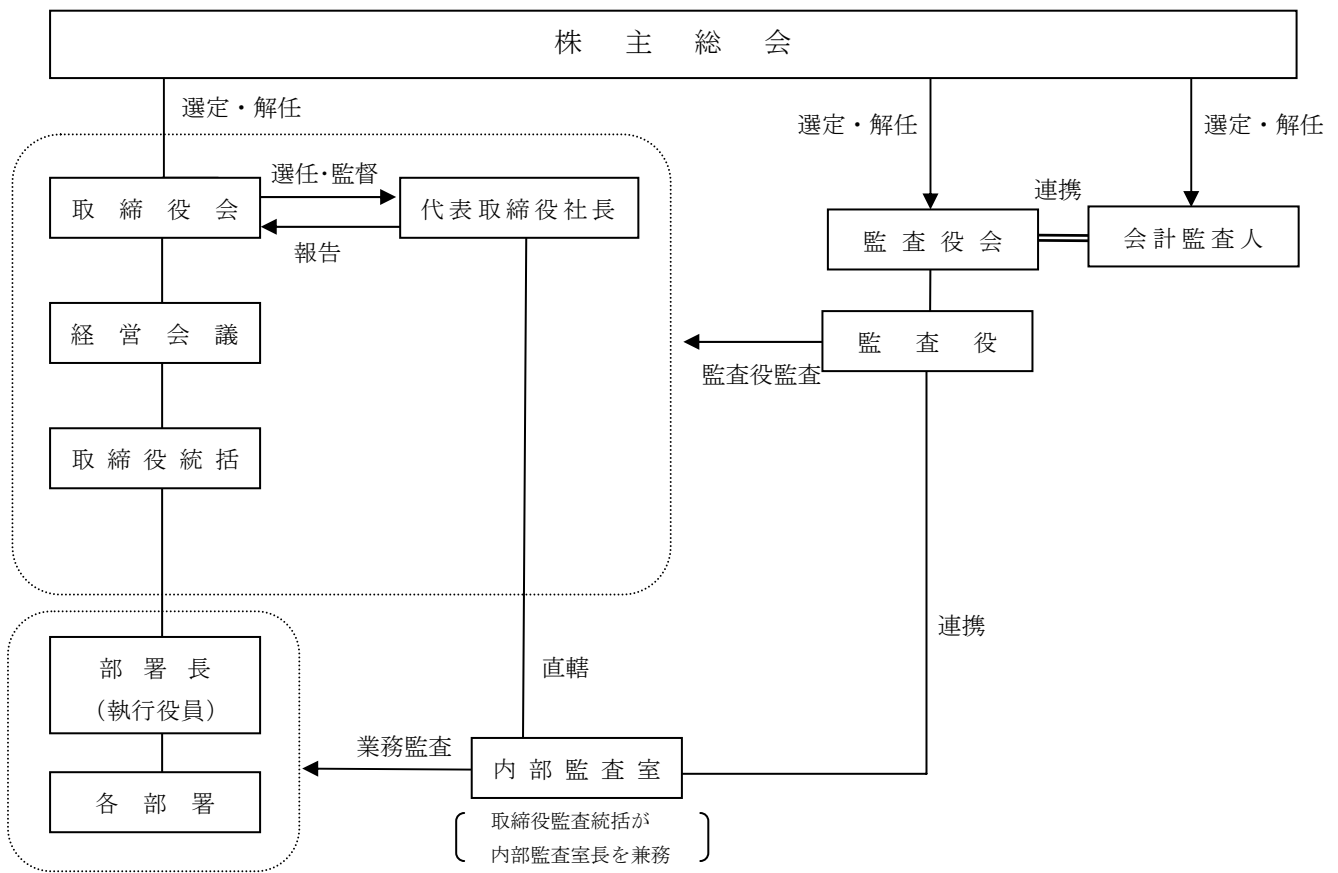 株主総会
選定・解任
選定・解任
選定・解任
選任・監督
取締役会
代表取締役社長
連携
監査役会
会計監査人
報告
経営会議
監査役
監査役監査
取締役統括
連携
部署長
(執行役員)
直轄
業務監査
内部監査室
各部署
取締役監査統括が
内部監査室長を兼務